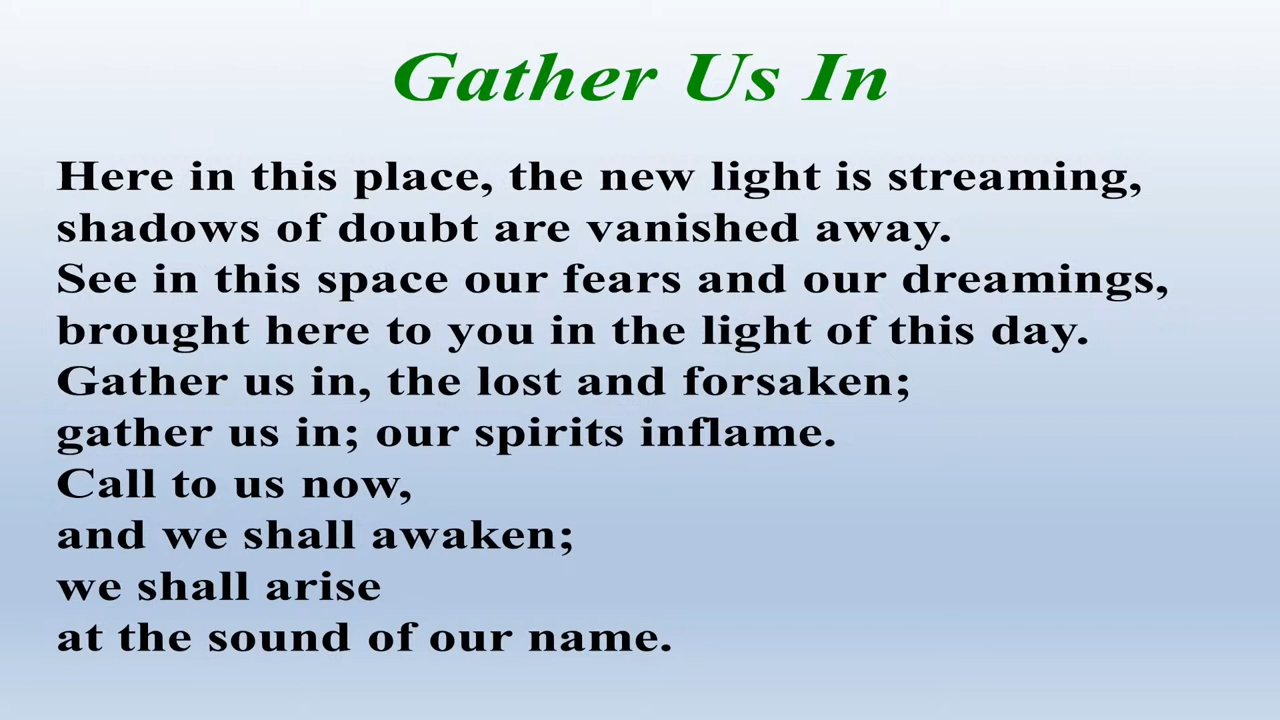 Gather Us In
Here in this place, the new light is streaming,
shadows of doubt are vanished away.
See in this space our fears and our dreamings,
brought here to you in the light of this day.
Gather us in, the lost and forsaken;
gather us in; our spirits inflame.
Call to us now,
and we shall awaken;
we shall arise
at the sound of our name.